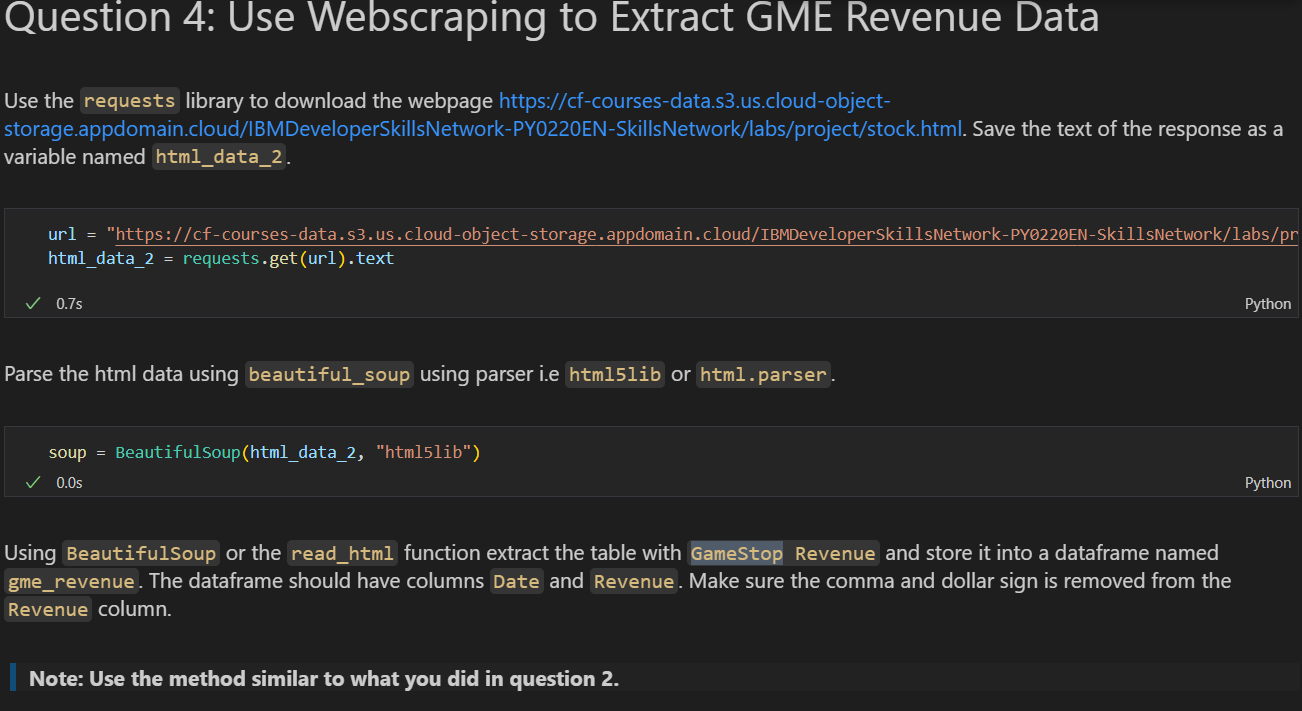 Question 4: Use Webscraping to Extract GME Revenue Data
Use the requests library to download the webpage https://cf-courses-data.s3.us.cloud-object-
storage.appdomain.cloud/IBMDeveloperSkillsNetwork-PY0220EN-SkillsNetwork/labs/project/stock.html. Save the text of the response as a
variable named html_data_2.
url = "https://cf-courses-data.s3.us.cloud-object-storage.appdomain.cloud/IBMDeveloperSkillsNetwork-PY0220EN-SkillsNetwork/labs/pr
html_data_2 = requests.get(url).text
0.7s Python
Parse the html data using beautiful_soup using parser i.e html5lib or html.parser.
soup = BeautifulSoup(html_data_2, "html5lib")
0.0s Python
Using BeautifulSoup or the read_html function extract the table with GameStop Revenue and store it into a dataframe named
gme_revenue. The dataframe should have columns Date and Revenue. Make sure the comma and dollar sign is removed from the
Revenue column.
Note: Use the method similar to what you did in question 2.